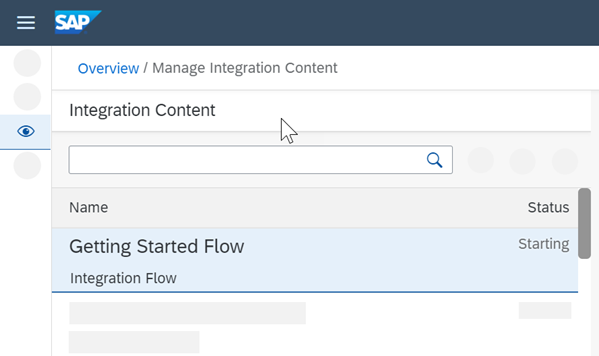 SAP
Overview / Manage Integration Content
Integration Content
Name Status
Getting Started Flow Starting
Integration Flow